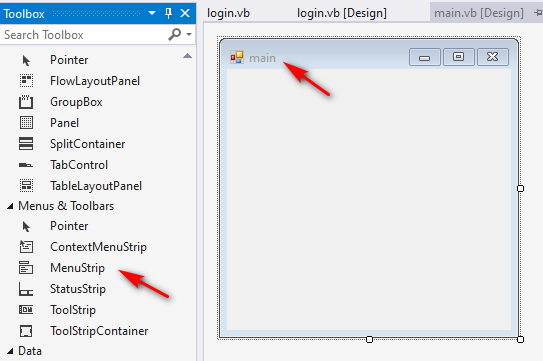 Toolbox
Search Toolbox
Pointer
FlowLayoutPanel
GroupBox
Panel
SplitContainer
TabControl
TableLayoutPanel
Menus & Toolbars
Pointer
ContextMenuStrip
MenuStrip
StatusStrip
ToolStrip
ToolStripContainer
Data
login.vb login.vb [Design] main.vb [Design]
main